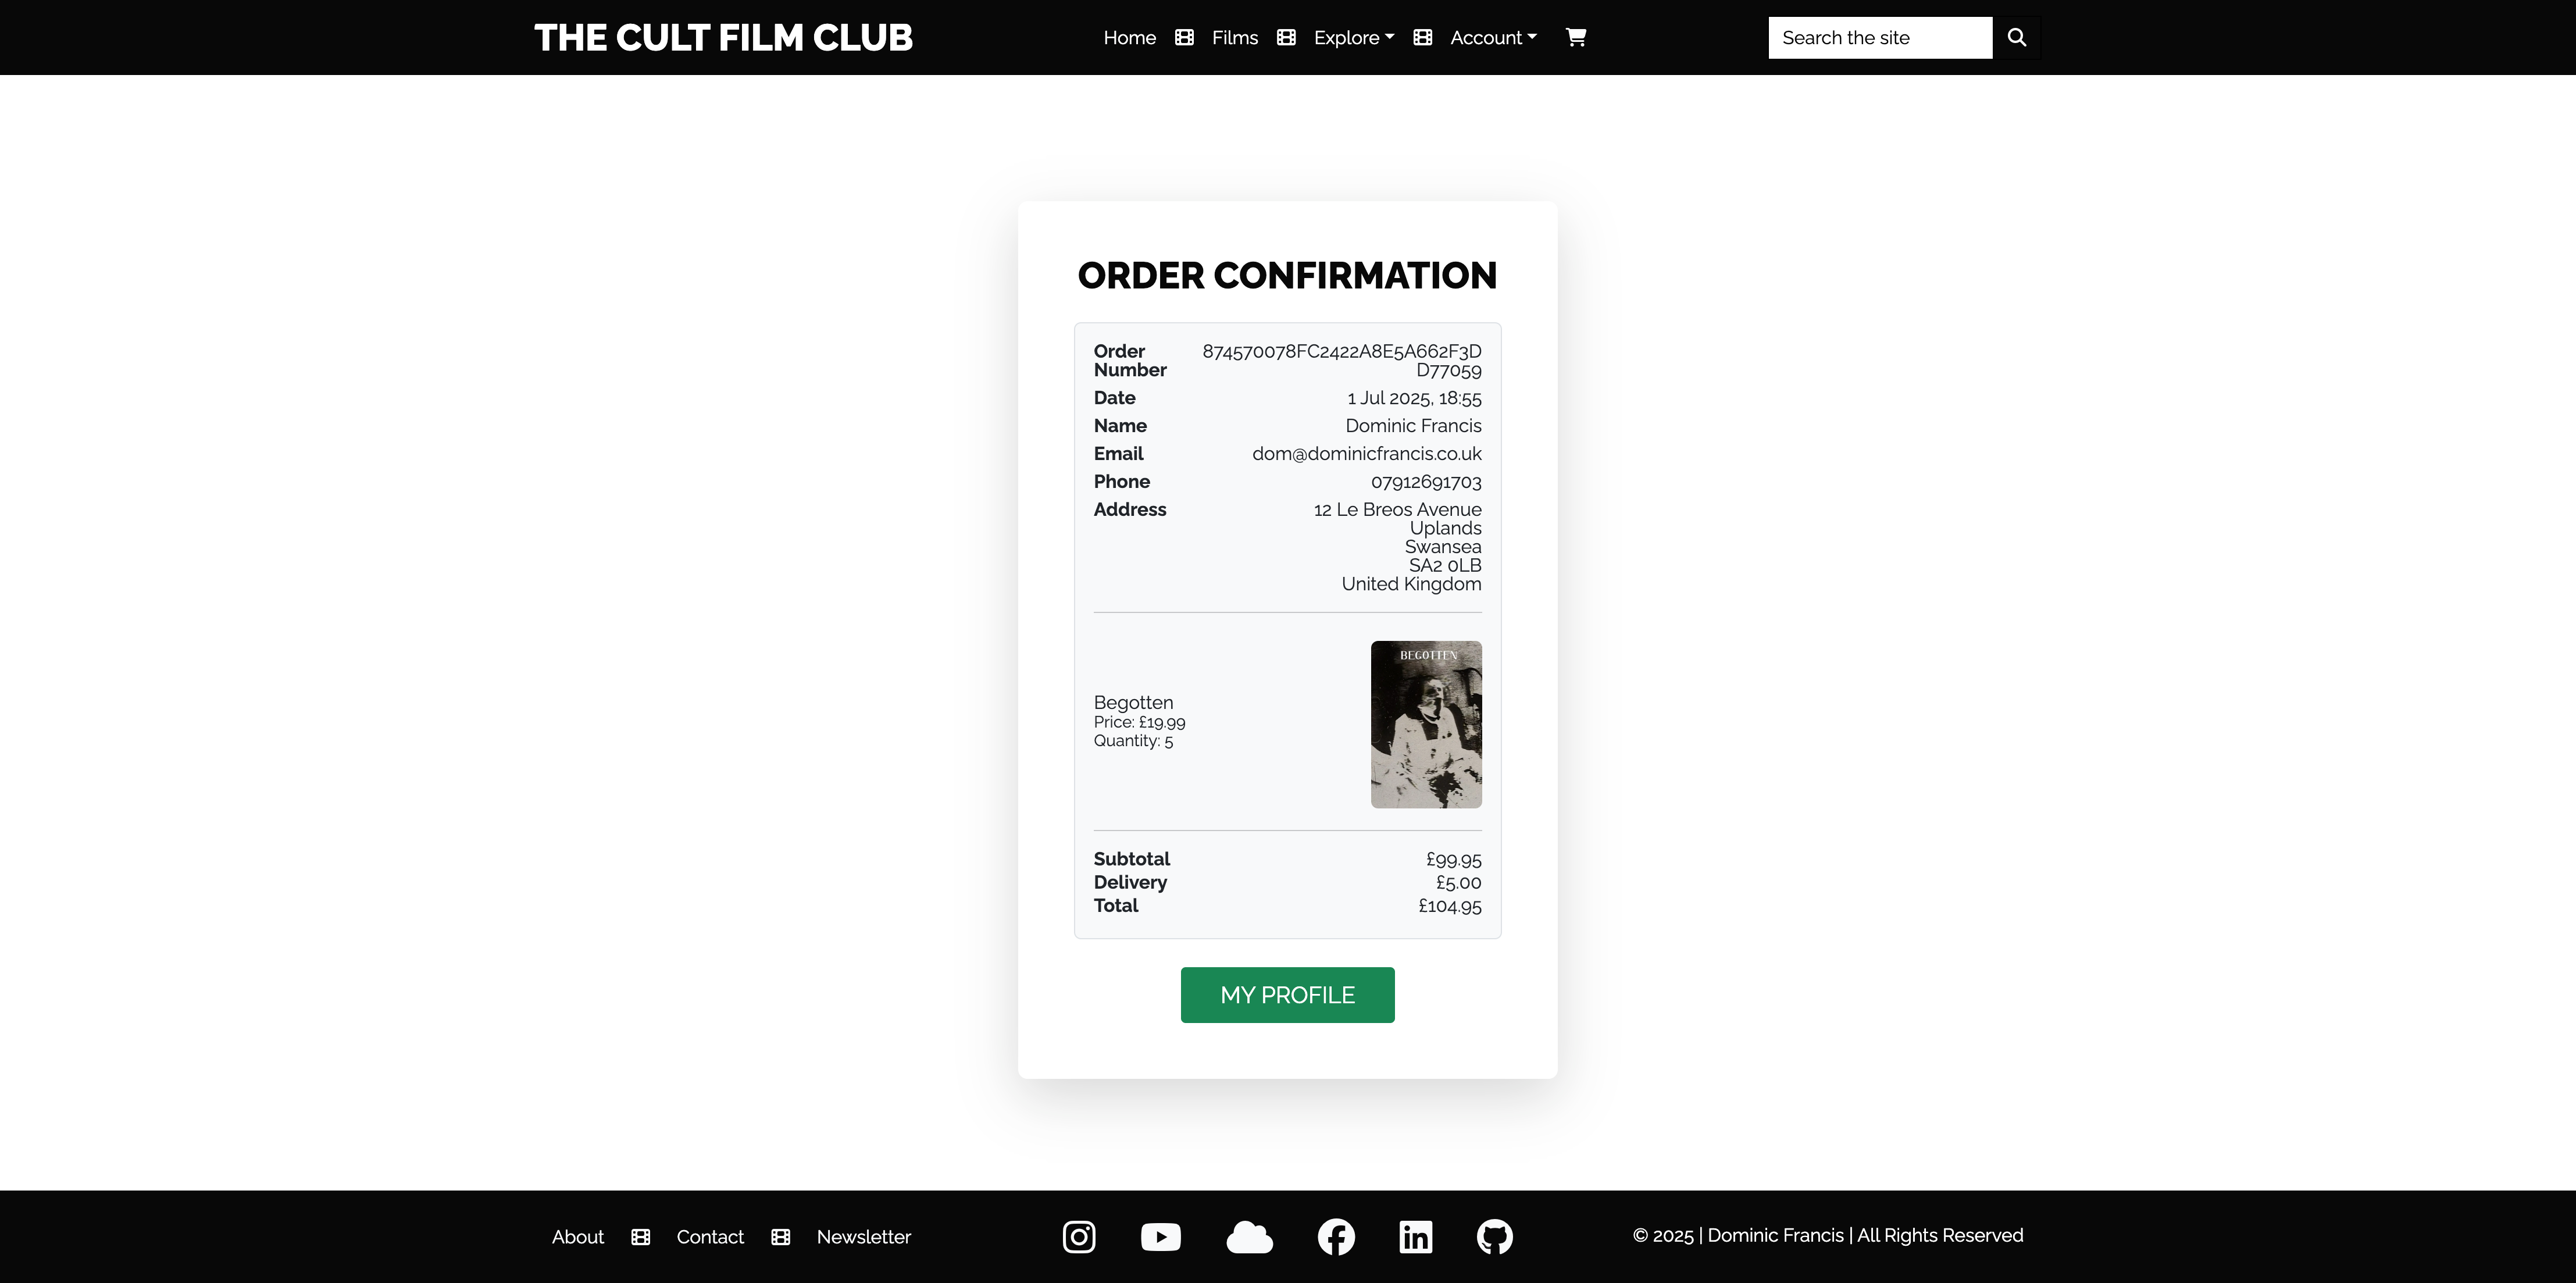 THE CULT FILM CLUB
Home Films Explore Account
Search the site
ORDER CONFIRMATION
Order Number 874570078FC2422A8E5A662F3D
D77059
Date 1 Jul 2025, 18:55
Name Dominic Francis
Email dom@dominicfrancis.co.uk
Phone 07912691703
Address 12 Le Breos Avenue
Uplands
Swansea
SA2 0LB
United Kingdom
BEGOTTEN
Begotten
Price: £19.99
Quantity: 5
Subtotal £99.95
Delivery £5.00
Total £104.95
MY PROFILE
About Contact Newsletter
© 2025 | Dominic Francis | All Rights Reserved